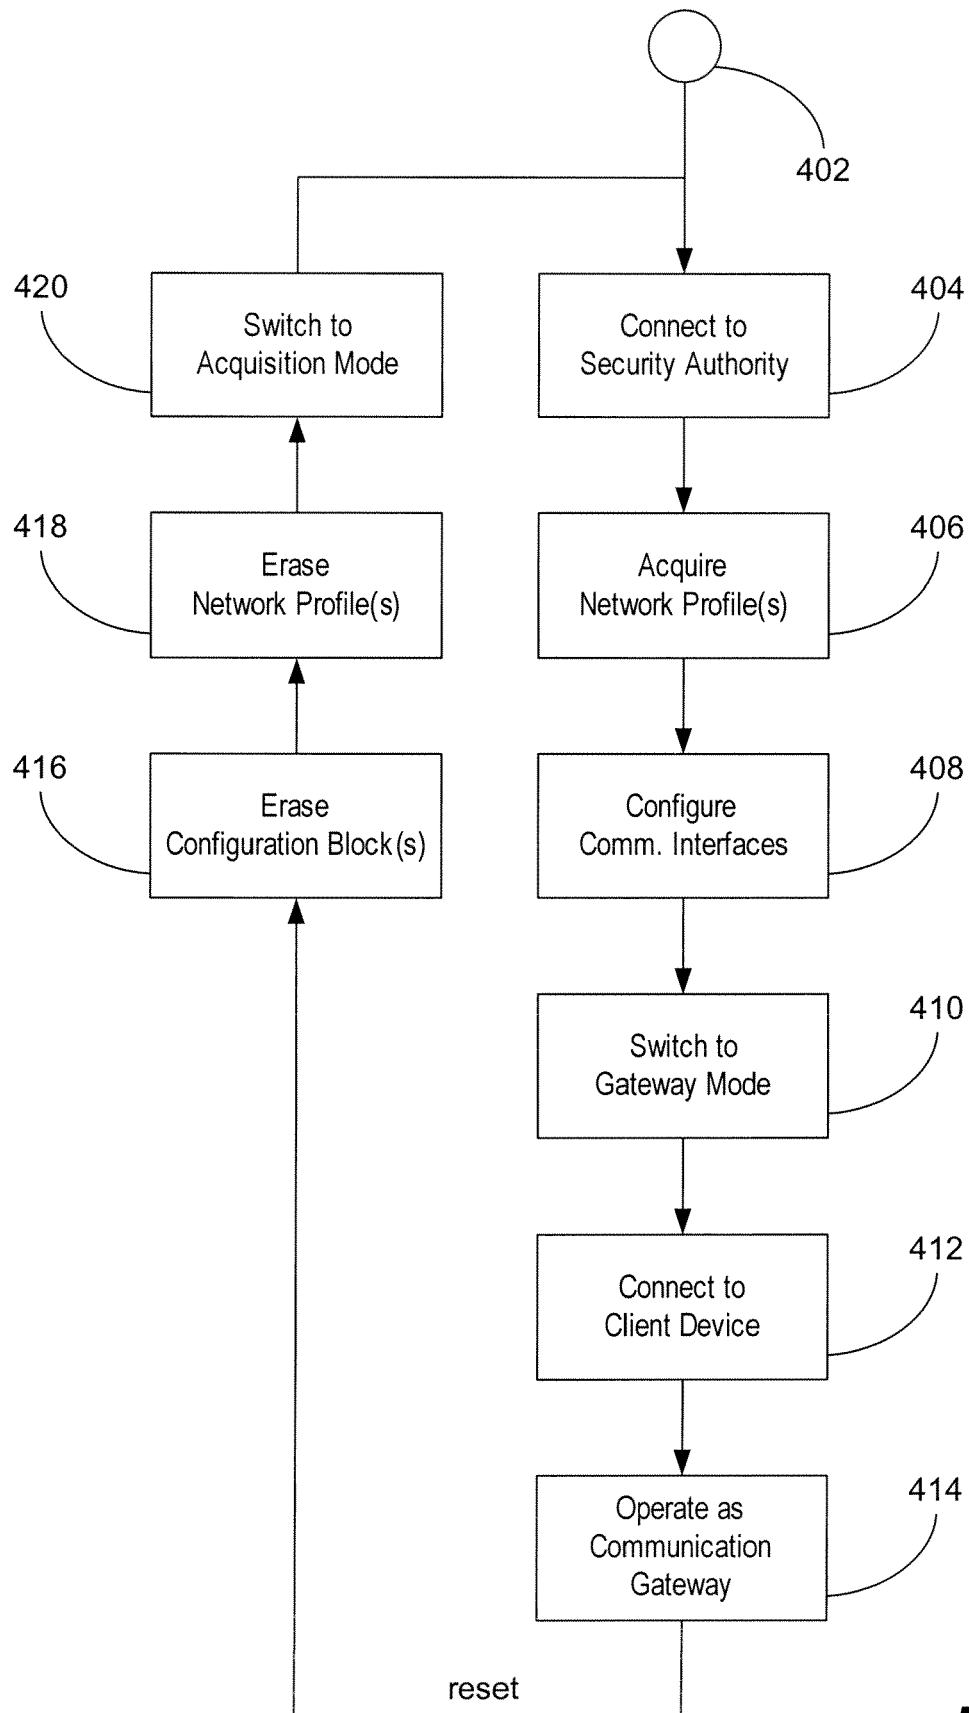 402
420
Switch to
Acquisition Mode
404
Connect to
Security Authority
418
Erase
Network Profile(s)
406
Acquire
Network Profile(s)
416
Erase
Configuration Block(s)
408
Configure
Comm. Interfaces
410
Switch to
Gateway Mode
412
Connect to
Client Device
414
Operate as
Communication
Gateway
reset